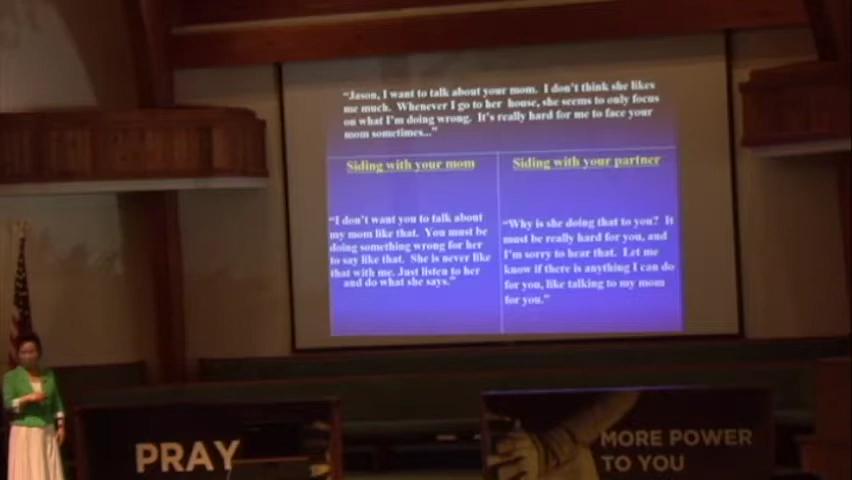 “Jason, I want to talk about your mom. I don't think she likes
me much. Whenever I go to her house, she seems to only focus
on what I'm doing wrong. It's really hard for me to face your
mom sometimes...”
Siding with your mom
“I don't want you to talk about
my mom like that. You must be
doing something wrong for her
to say like that. She is never like
that with me. Just listen to her
and do what she says.”
Siding with your partner
“Why is she doing that to you? It
must be really hard for you, and
I'm sorry to hear that. Let me
know if there is anything I can do
for you, like talking to my mom
for you.”
PRAY
MORE POWER
TO YOU